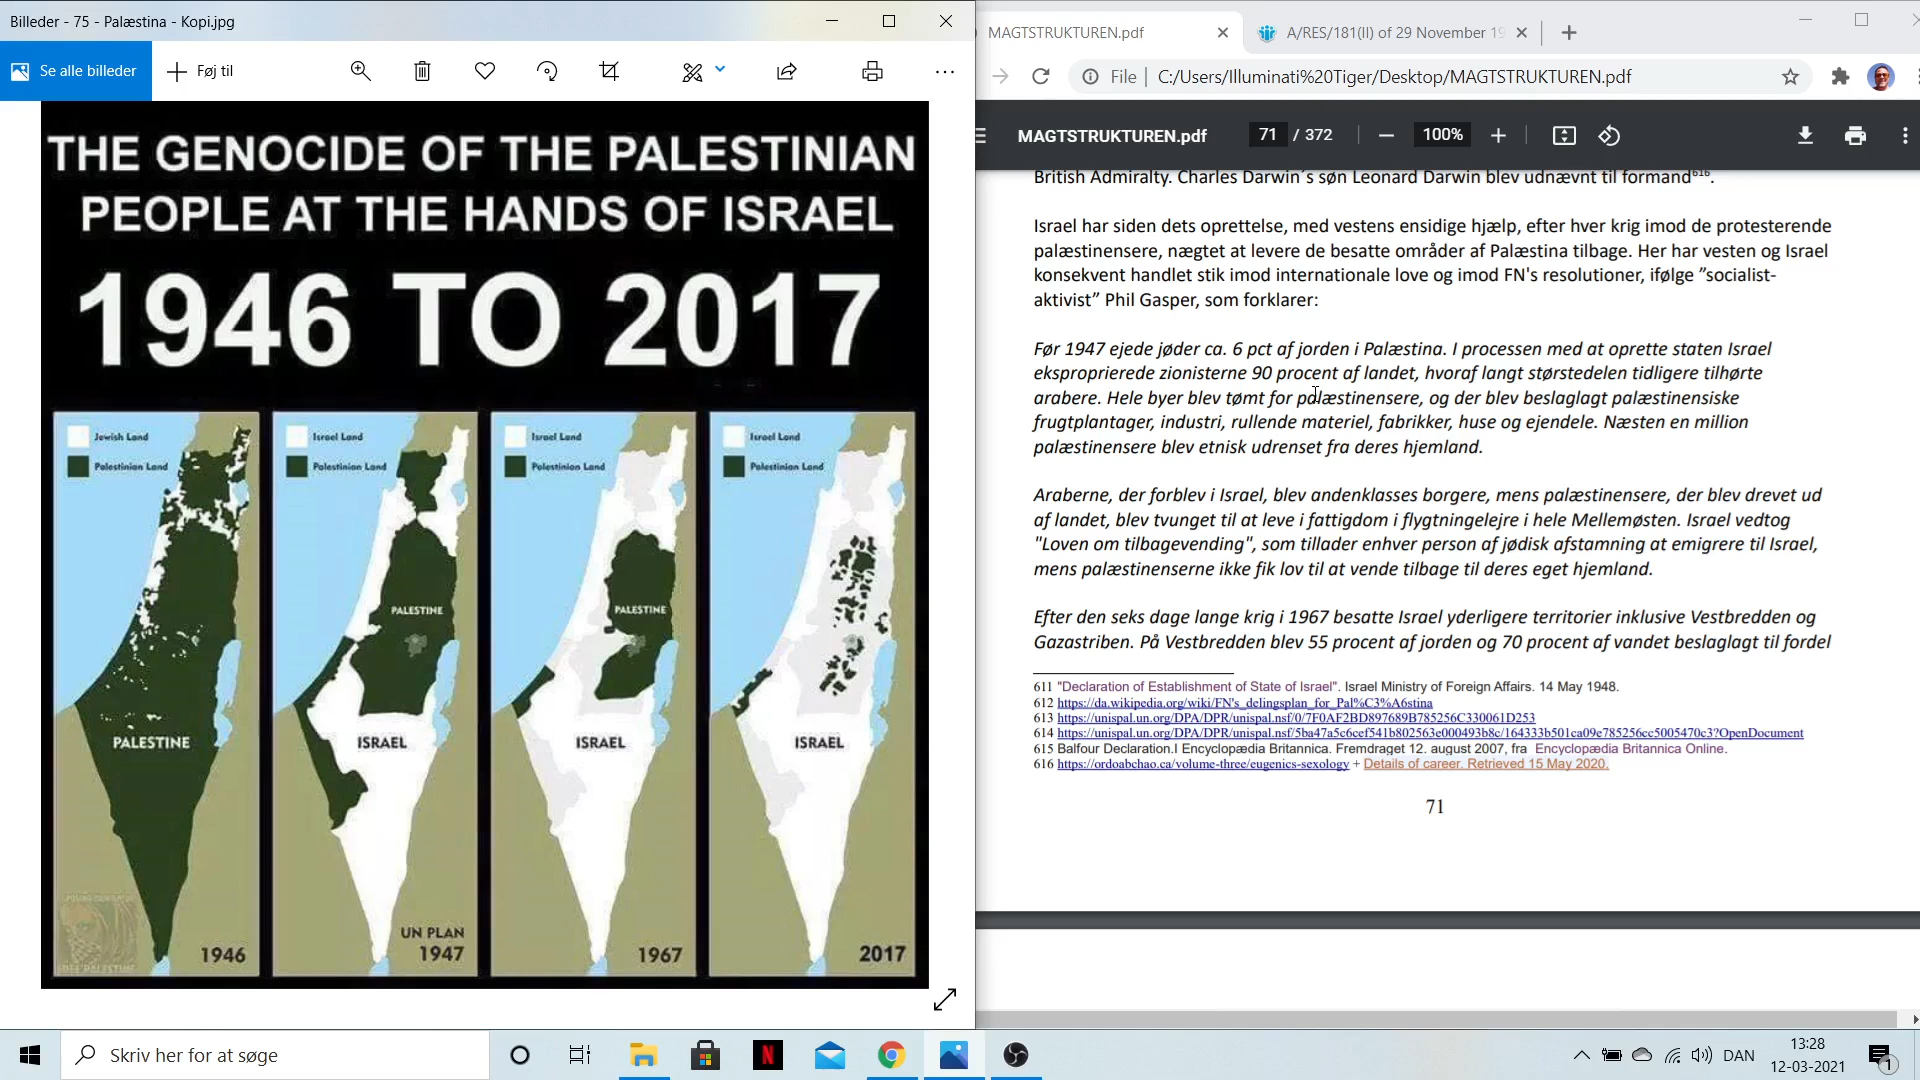 Billeder - 75 - Palæstina - Kopi.jpg
Se alle billeder
Føj til
THE GENOCIDE OF THE PALESTINIAN
PEOPLE AT THE HANDS OF ISRAEL
1946 TO 2017
Jewish Land
Palestinian Land
PALESTINE
1946
Israel Land
Palestinian Land
PALESTINE
ISRAEL
UN PLAN
1947
Israel Land
Palestinian Land
PALESTINE
ISRAEL
1967
Israel Land
Palestinian Land
ISRAEL
2017
MAGTSTRUKTUREN.pdf
A/RES/181(II) of 29 November 19
File | C:/Users/Illuminati%20Tiger/Desktop/MAGTSTRUKTUREN.pdf
MAGTSTRUKTUREN.pdf
71 / 372
100%
British Admiralty. Charles Darwin´s søn Leonard Darwin blev udnævnt til formand616.
Israel har siden dets oprettelse, med vestens ensidige hjælp, efter hver krig imod de protesterende
palæstinensere, nægtet at levere de besatte områder af Palæstina tilbage. Her har vesten og Israel
konsekvent handlet stik imod internationale love og imod FN's resolutioner, ifølge ”socialist-
aktivist” Phil Gasper, som forklarer:
Før 1947 ejede jøder ca. 6 pct af jorden i Palæstina. I processen med at oprette staten Israel
eksproprierede zionisterne 90 procent af landet, hvoraf langt størstedelen tidligere tilhørte
arabere. Hele byer blev tømt for palæstinensere, og der blev beslaglagt palæstinensiske
frugtplantager, industri, rullende materiel, fabrikker, huse og ejendele. Næsten en million
palæstinensere blev etnisk udrenset fra deres hjemland.
Araberne, der forblev i Israel, blev andenklasses borgere, mens palæstinensere, der blev drevet ud
af landet, blev tvunget til at leve i fattigdom i flygtningelejre i hele Mellemøsten. Israel vedtog
"Loven om tilbagevending", som tillader enhver person af jødisk afstamning at emigrere til Israel,
mens palæstinenserne ikke fik lov til at vende tilbage til deres eget hjemland.
Efter den seks dage lange krig i 1967 besatte Israel yderligere territorier inklusive Vestbredden og
Gazastriben. På Vestbredden blev 55 procent af jorden og 70 procent af vandet beslaglagt til fordel
611 "Declaration of Establishment of State of Israel". Israel Ministry of Foreign Affairs. 14 May 1948.
612 https://da.wikipedia.org/wiki/FN's_delingsplan_for_Pal%C3%A6stina
613 https://unispal.un.org/DPA/DPR/unispal.nsf/0/7F0AF2BD897689B785256C330061D253
614 https://unispal.un.org/DPA/DPR/unispal.nsf/5ba47a5c6cef541b802563e000493b8c/164333b501ca09e785256cc5005470c3?OpenDocument
615 Balfour Declaration.I Encyclopædia Britannica. Fremdraget 12. august 2007, fra Encyclopædia Britannica Online.
616 https://ordoabchao.ca/volume-three/eugenics-sexology + Details of career. Retrieved 15 May 2020.
71
Skriv her for at søge
DAN
13:28
12-03-2021
1